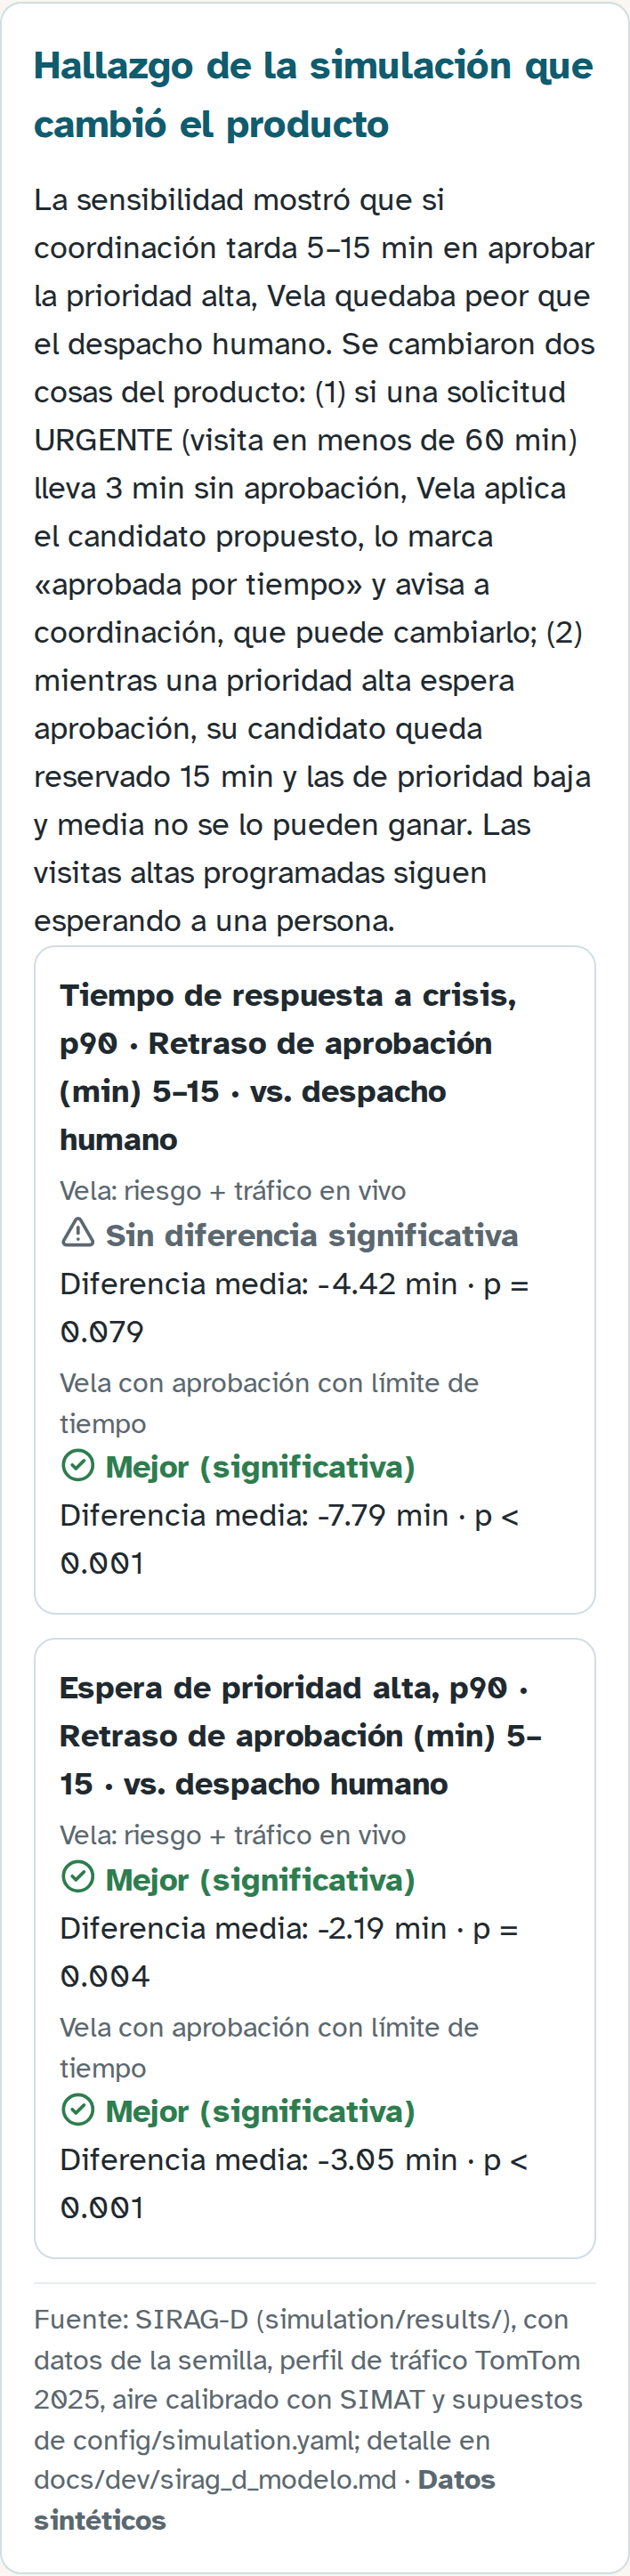 Hallazgo de la simulación que
cambió el producto
La sensibilidad mostró que si
coordinación tarda 5–15 min en aprobar
la prioridad alta, Vela quedaba peor que
el despacho humano. Se cambiaron dos
cosas del producto: (1) si una solicitud
URGENTE (visita en menos de 60 min)
lleva 3 min sin aprobación, Vela aplica
el candidato propuesto, lo marca
«aprobada por tiempo» y avisa a
coordinación, que puede cambiarlo; (2)
mientras una prioridad alta espera
aprobación, su candidato queda
reservado 15 min y las de prioridad baja
y media no se lo pueden ganar. Las
visitas altas programadas siguen
esperando a una persona.
Tiempo de respuesta a crisis,
p90 · Retraso de aprobación
(min) 5–15 · vs. despacho
humano
Vela: riesgo + tráfico en vivo
Sin diferencia significativa
Diferencia media: -4.42 min · p =
0.079
Vela con aprobación con límite de
tiempo
Mejor (significativa)
Diferencia media: -7.79 min · p <
0.001
Espera de prioridad alta, p90 ·
Retraso de aprobación (min) 5–
15 · vs. despacho humano
Vela: riesgo + tráfico en vivo
Mejor (significativa)
Diferencia media: -2.19 min · p =
0.004
Vela con aprobación con límite de
tiempo
Mejor (significativa)
Diferencia media: -3.05 min · p <
0.001
Fuente: SIRAG-D (simulation/results/), con
datos de la semilla, perfil de tráfico TomTom
2025, aire calibrado con SIMAT y supuestos
de config/simulation.yaml; detalle en
docs/dev/sirag_d_modelo.md · Datos
sintéticos